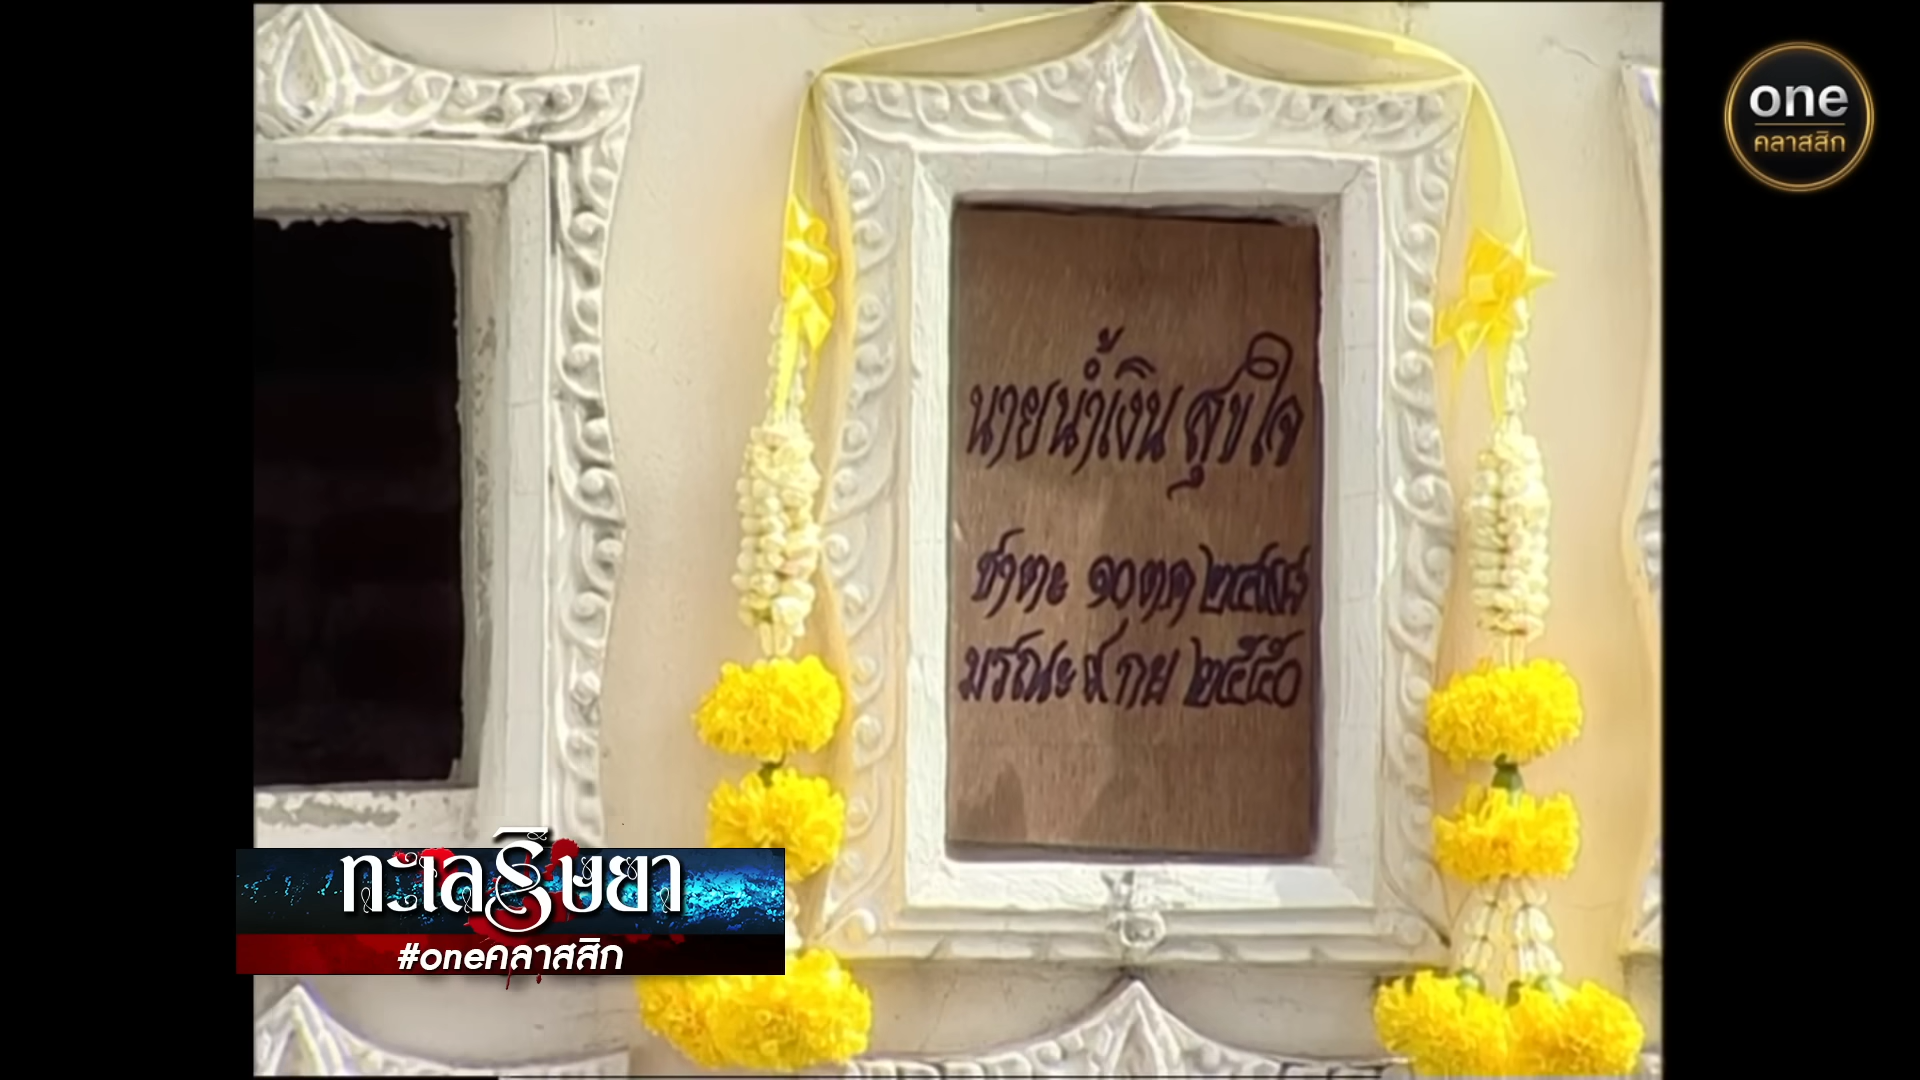 one
คลาสสิก
นายน้ำเงิน สุขใจ
ชาตะ ๑๐ ตค
มรณะ ๙ กย ๒๕๕๐
ทะเลริษยา
#oneคลาสสิก